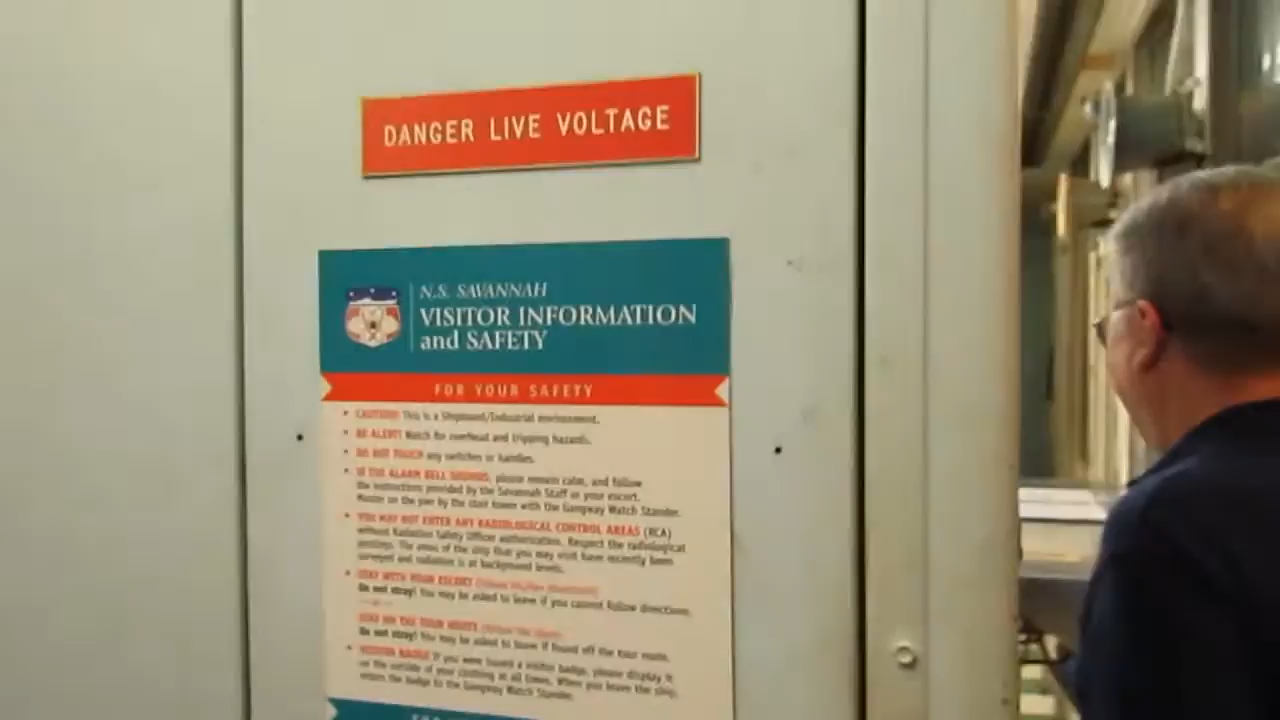 DANGER LIVE VOLTAGE
N.S. SAVANNAH
VISITOR INFORMATION
and SAFETY
FOR YOUR SAFETY
• CAUTION! This is a Shipboard/Industrial environment.
• BE ALERT! Watch for overhead and tripping hazards.
• DO NOT TOUCH any switches or handles.
• IF THE ALARM BELL SOUNDS, please remain calm, and follow
the instructions provided by the Savannah Staff or your escort.
Muster on the pier by the stair tower with the Gangway Watch Stander.
• YOU MAY NOT ENTER ANY RADIOLOGICAL CONTROL AREAS (RCA)
without Radiation Safety Officer authorization. Respect the radiological
postings. The areas of the ship that you may visit have recently been
surveyed and radiation is at background levels.
• STAY WITH YOUR ESCORT
Do not stray! You may be asked to leave if you cannot follow directions.
STAY ON THE TOUR ROUTE
Do not stray! You may be asked to leave if found off the tour route.
• VISITOR BADGE If you were issued a visitor badge, please display it
on the outside of your clothing at all times. When you leave the ship,
return the badge to the Gangway Watch Stander.